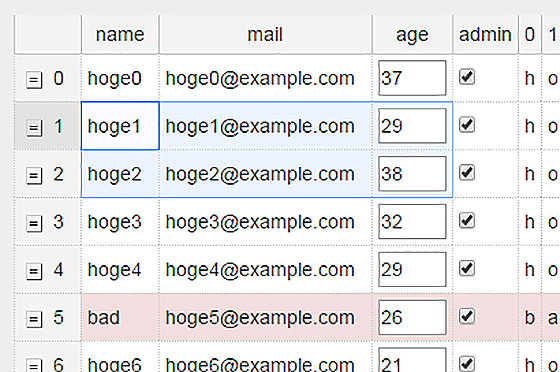 name mail age admin 0 1
= 0 hoge0 hoge0@example.com 37 h o
= 1 hoge1 hoge1@example.com 29 h o
= 2 hoge2 hoge2@example.com 38 h o
= 3 hoge3 hoge3@example.com 32 h o
= 4 hoge4 hoge4@example.com 29 h o
= 5 bad hoge5@example.com 26 b a
= 6 hoge6 hoge6@example.com 21 h o